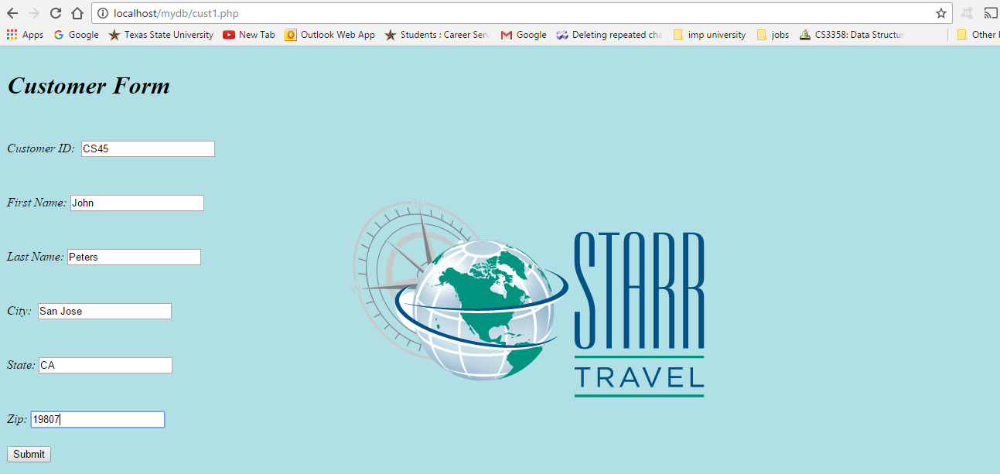 localhost/mydb/cust1.php
Apps Google Texas State University New Tab Outlook Web App Students : Career Serv Google Deleting repeated cha imp university jobs CS3358: Data Structur Other
Customer Form
Customer ID: CS45
First Name: John
Last Name: Peters
City: San Jose
State: CA
Zip: 19807
Submit
N
W
STARR
TRAVEL